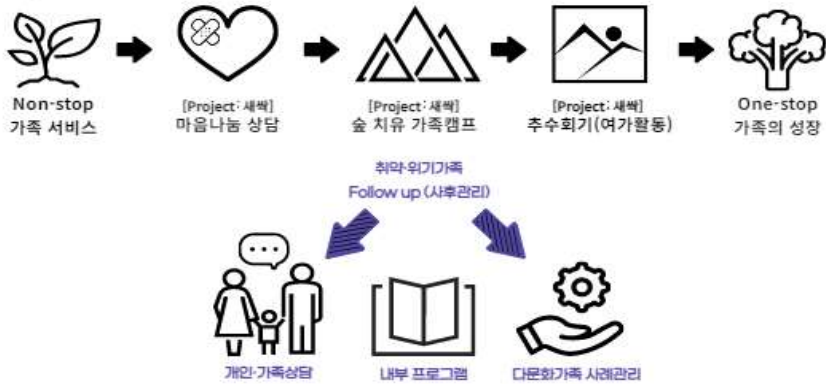 Non-stop
가족 서비스
[Project: 새싹]
마음나눔 상담
[Project: 새싹]
숲 치유 가족캠프
[Project: 새싹]
추수회기(여가활동)
One-stop
가족의 성장
취약·위기가족
Follow up (사후관리)
개인·가족상담
내부 프로그램
다문화가족 사례관리